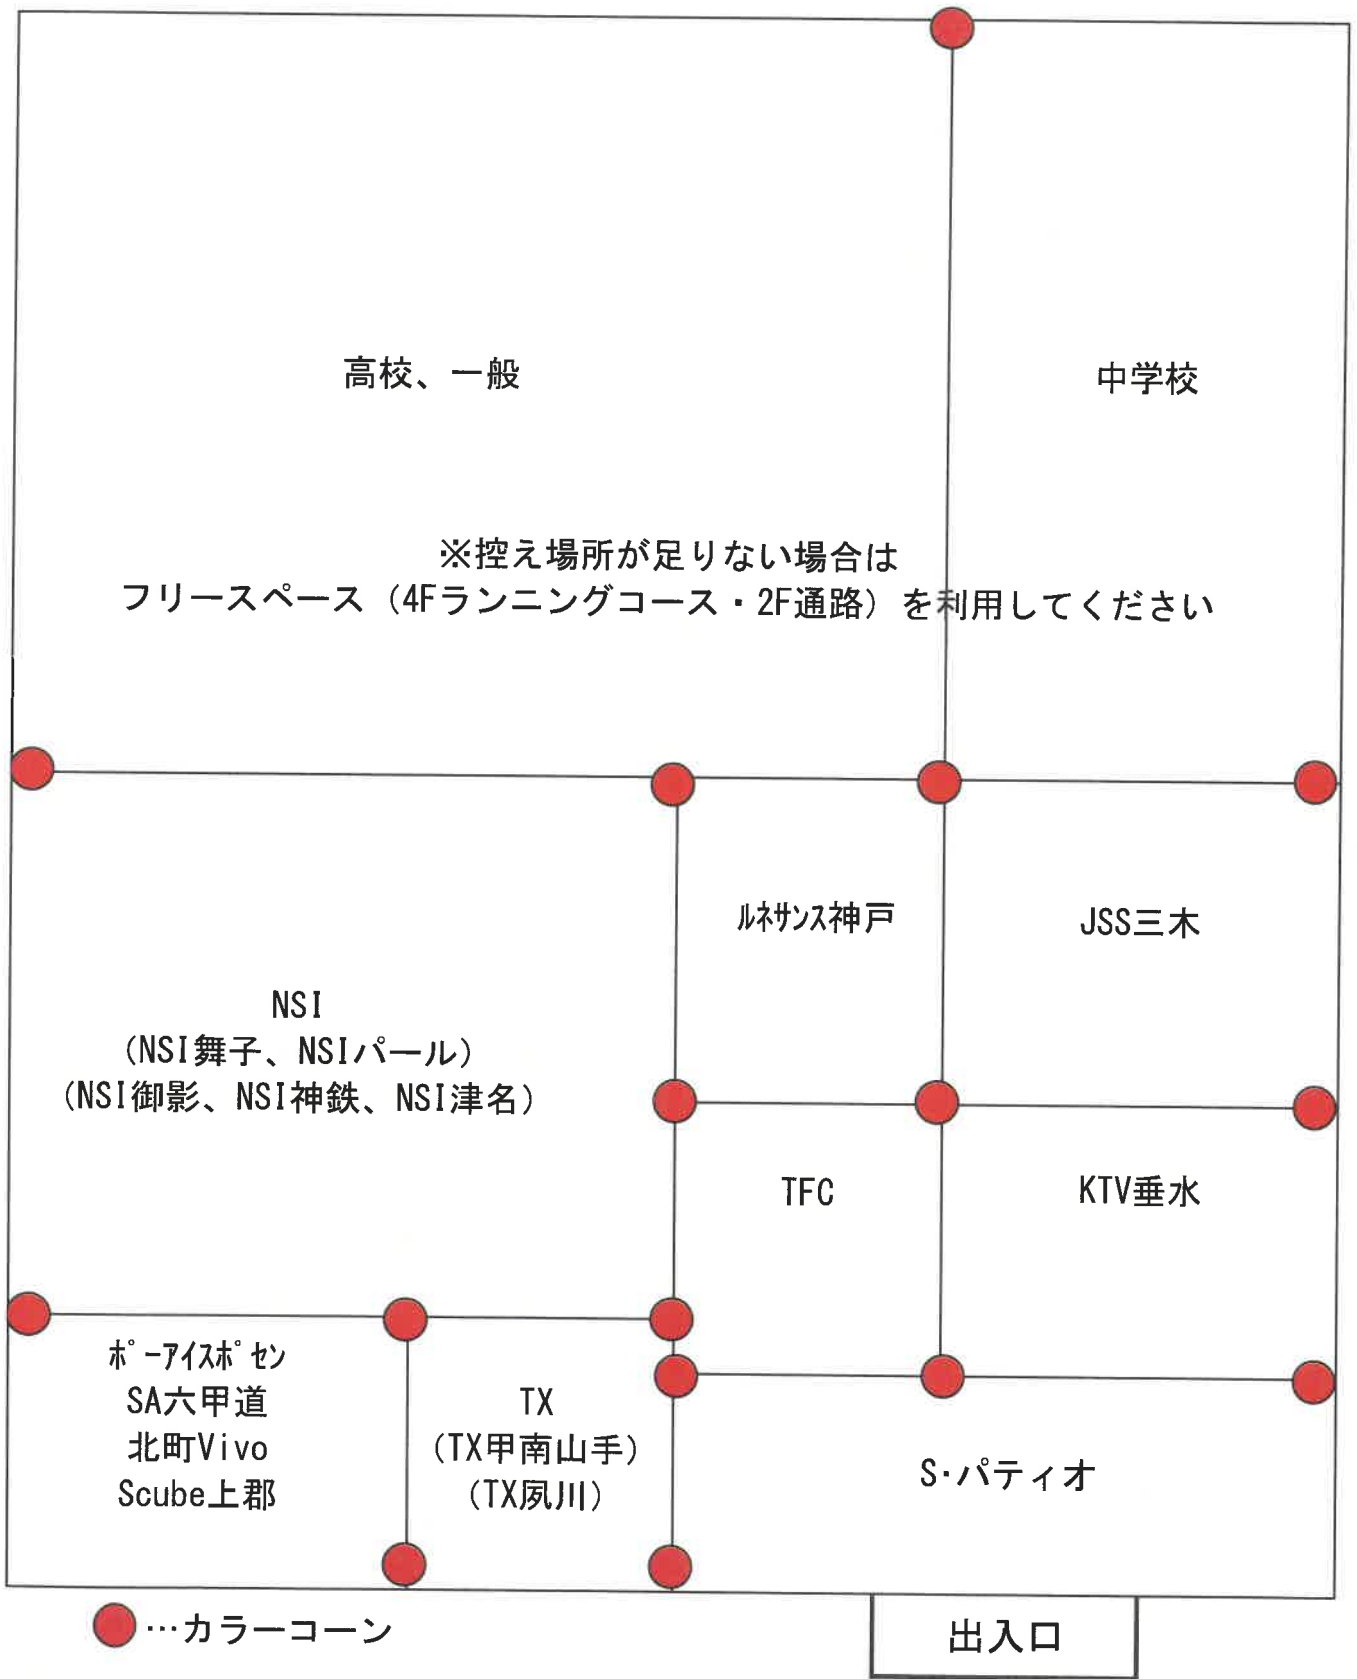 高校、一般
中学校
※控え場所が足りない場合は
フリースペース（4Fランニングコース・2F通路）を利用してください
ﾙﾈｻﾝｽ神戸
JSS三木
NSI
（NSI舞子、NSIパール）
（NSI御影、NSI神鉄、NSI津名）
TFC
KTV垂水
ﾎﾟｰｱｲｽﾎﾟｾﾝ
SA六甲道
北町Vivo
Scube上郡
TX
（TX甲南山手）
（TX夙川）
S・パティオ
…カラーコーン
出入口